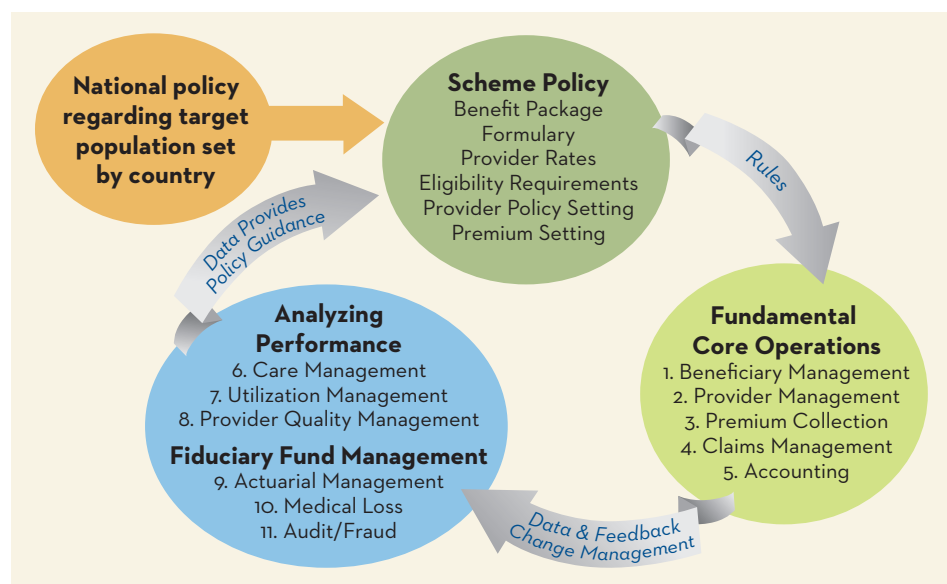 National policy
regarding target
population set
by country
Scheme Policy
Benefit Package
Formulary
Provider Rates
Eligibility Requirements
Provider Policy Setting
Premium Setting
Rules
Fundamental
Core Operations
1. Beneficiary Management
2. Provider Management
3. Premium Collection
4. Claims Management
5. Accounting
Data & Feedback
Change Management
Analyzing
Performance
6. Care Management
7. Utilization Management
8. Provider Quality Management
Fiduciary Fund Management
9. Actuarial Management
10. Medical Loss
11. Audit/Fraud
Data Provides
Policy Guidance